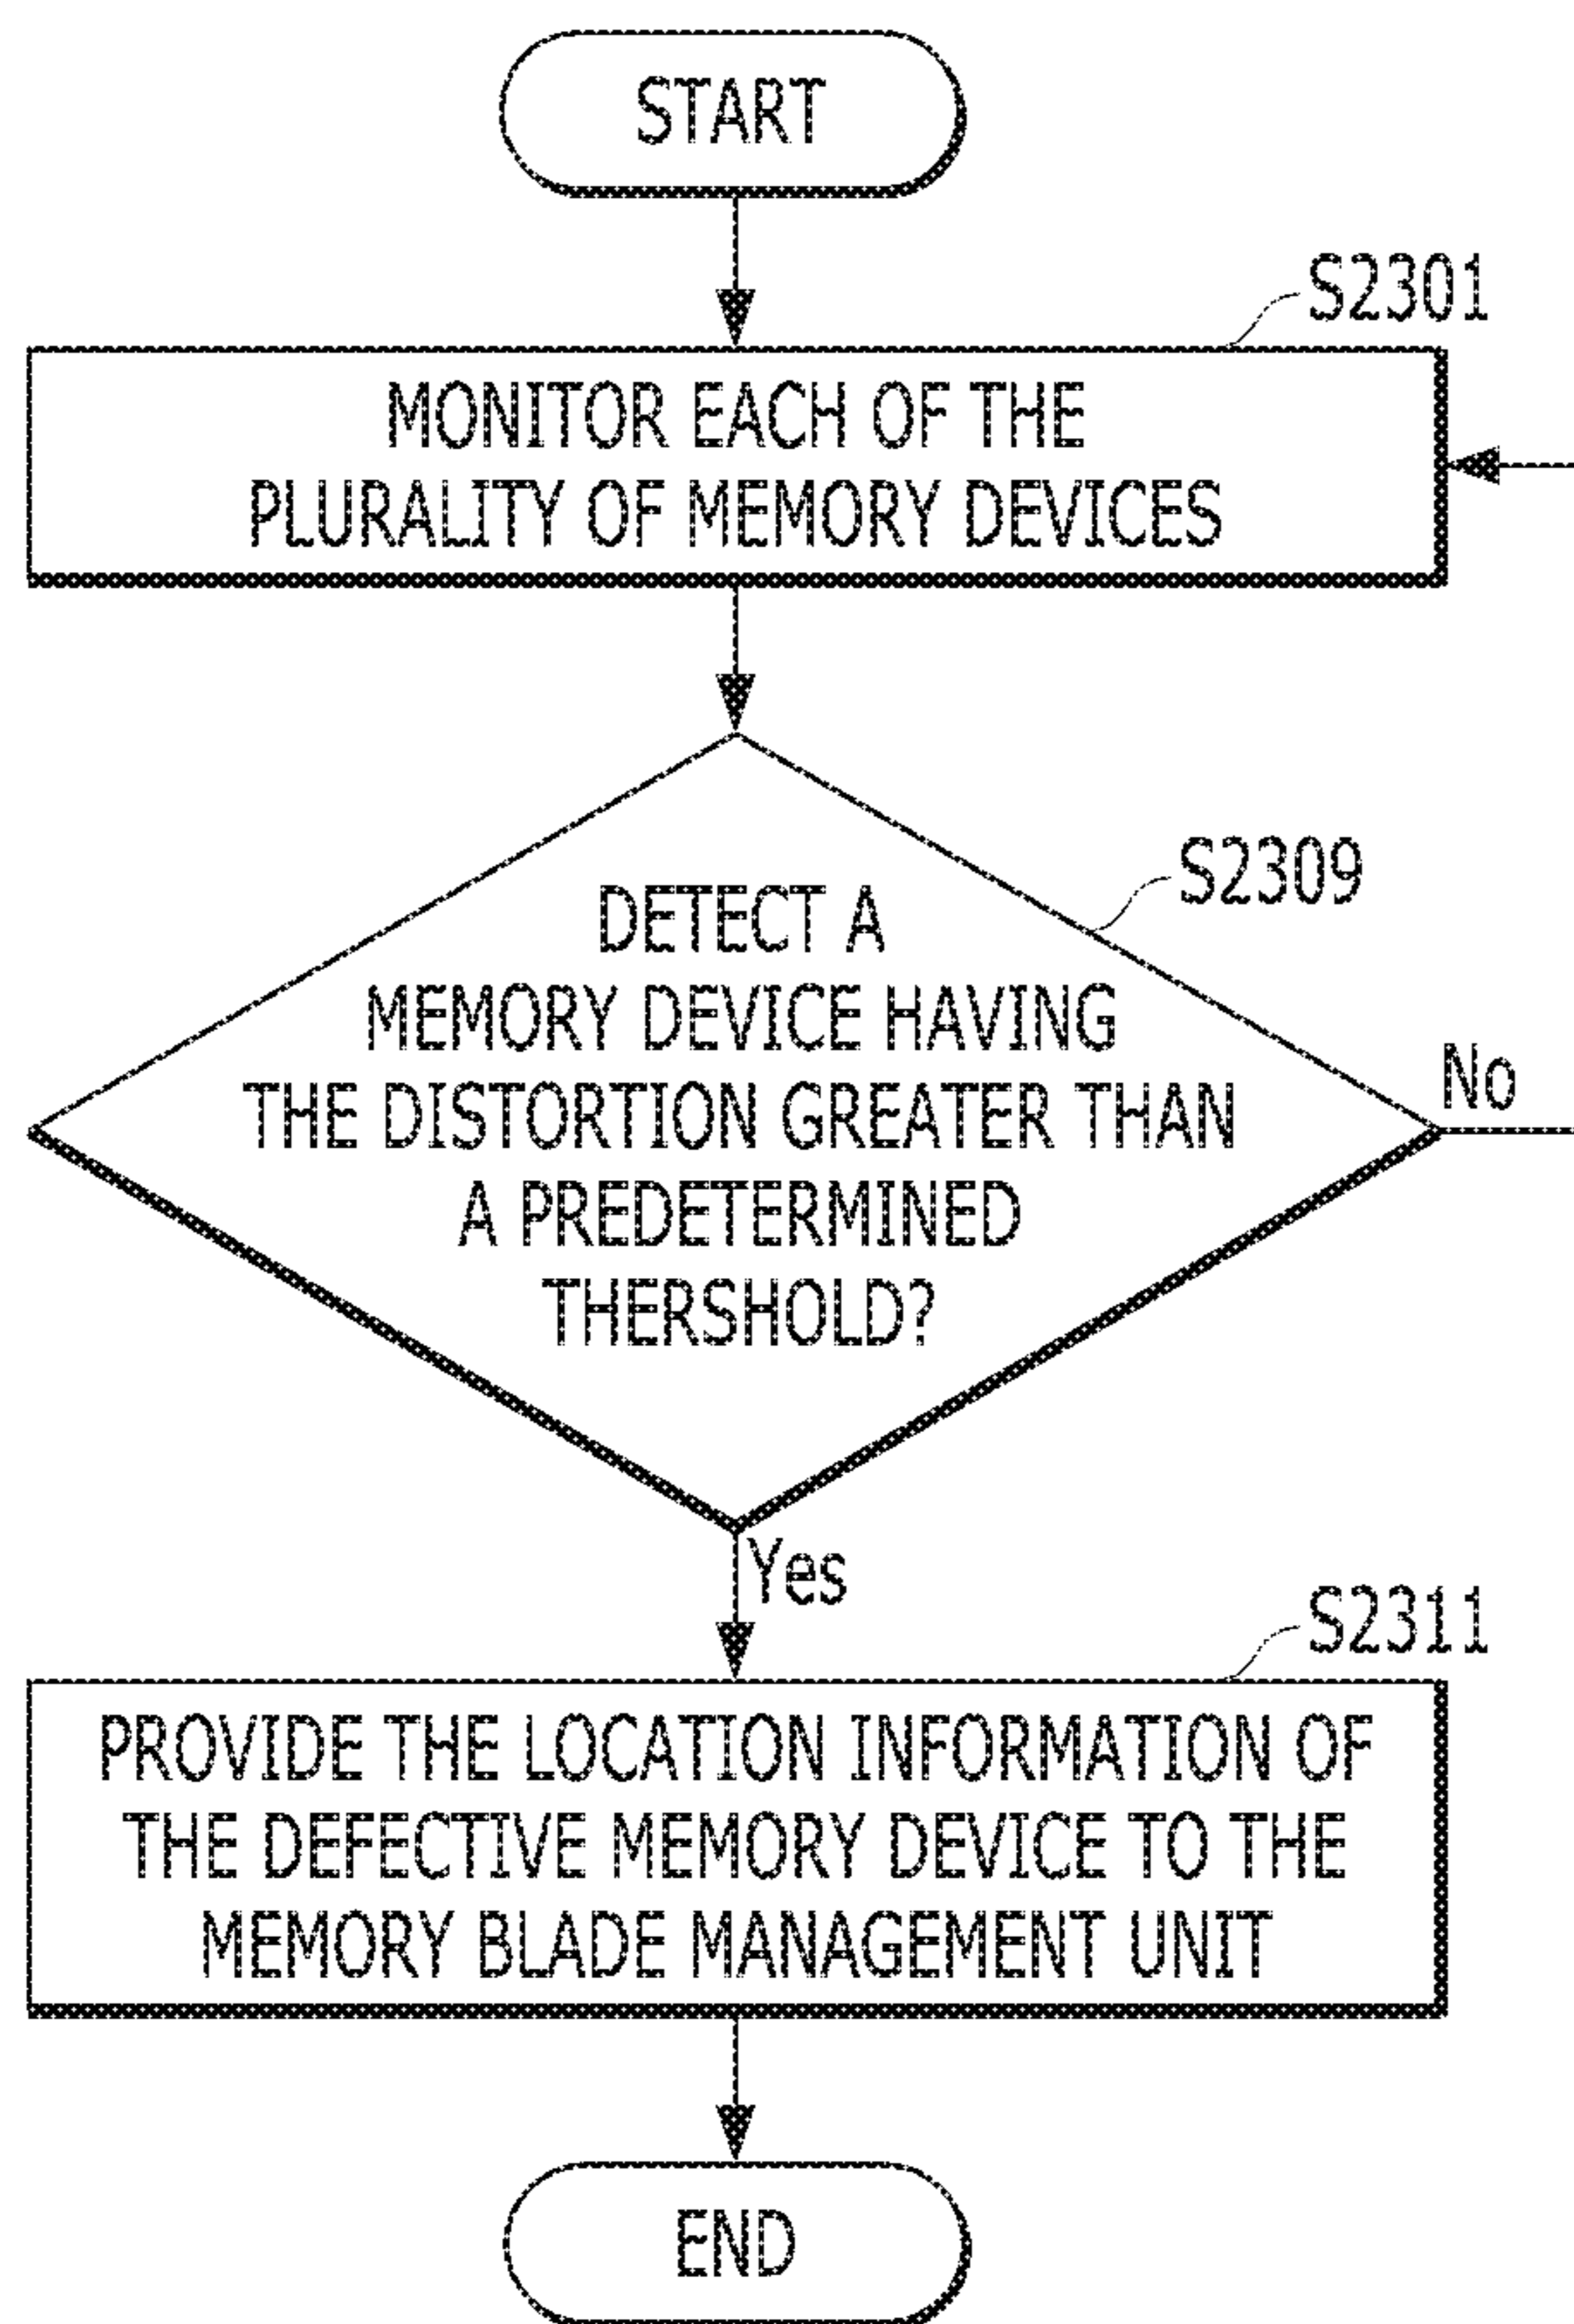 START
S2301
MONITOR EACH OF THE
PLURALITY OF MEMORY DEVICES
S2309
DETECT A
MEMORY DEVICE HAVING
THE DISTORTION GREATER THAN
A PREDETERMINED
THERSHOLD?
No
Yes
S2311
PROVIDE THE LOCATION INFORMATION OF
THE DEFECTIVE MEMORY DEVICE TO THE
MEMORY BLADE MANAGEMENT UNIT
END